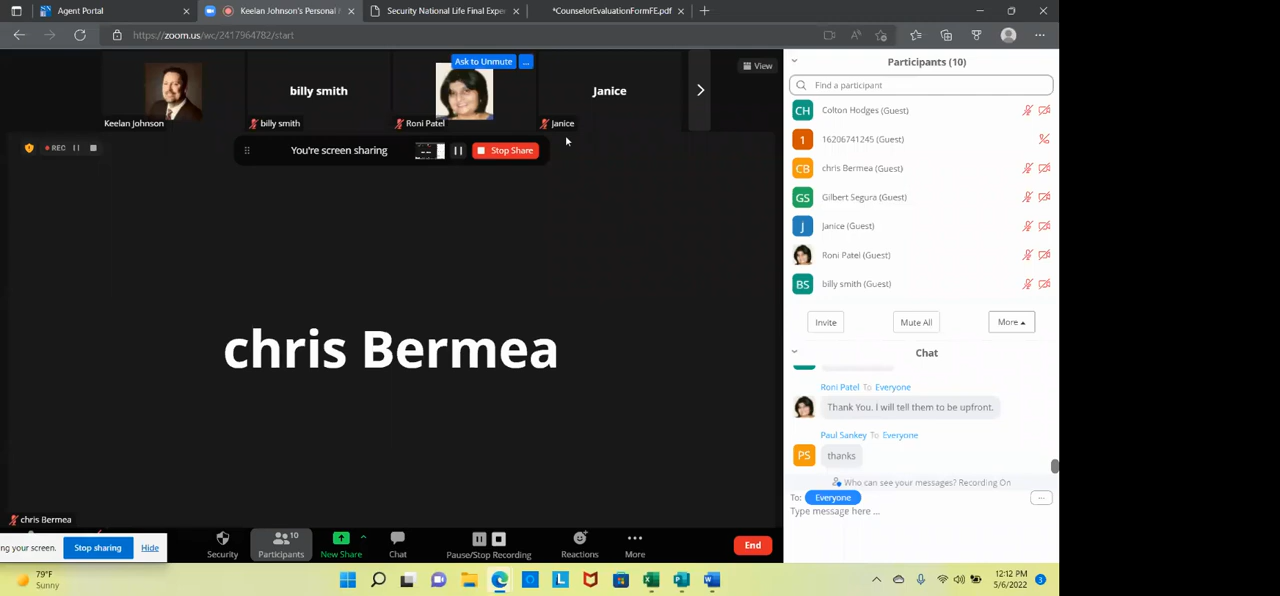 Agent Portal
Keelan Johnson's Personal
Security National Life Final Expe
*CounselorEvaluationFormFE.pdf
https://zoom.us/wc/2417964782/start
Ask to Unmute
...
billy smith
Janice
View
Keelan Johnson
billy smith
Roni Patel
Janice
REC
You're screen sharing
Stop Share
chris Bermea
chris Bermea
ng your screen.
Stop sharing
Hide
Security
10
Participants
New Share
Chat
Pause/Stop Recording
Reactions
More
End
Participants (10)
Find a participant
CH
Colton Hodges (Guest)
1
16206741245 (Guest)
CB
chris Bermea (Guest)
GS
Gilbert Segura (Guest)
J
Janice (Guest)
Roni Patel (Guest)
BS
billy smith (Guest)
Invite
Mute All
More
Chat
Roni Patel To Everyone
Thank You. I will tell them to be upfront.
Paul Sankey To Everyone
PS
thanks
Who can see your messages? Recording On
To: Everyone
...
Type message here ...
79°F
Sunny
12:12 PM
5/6/2022
3